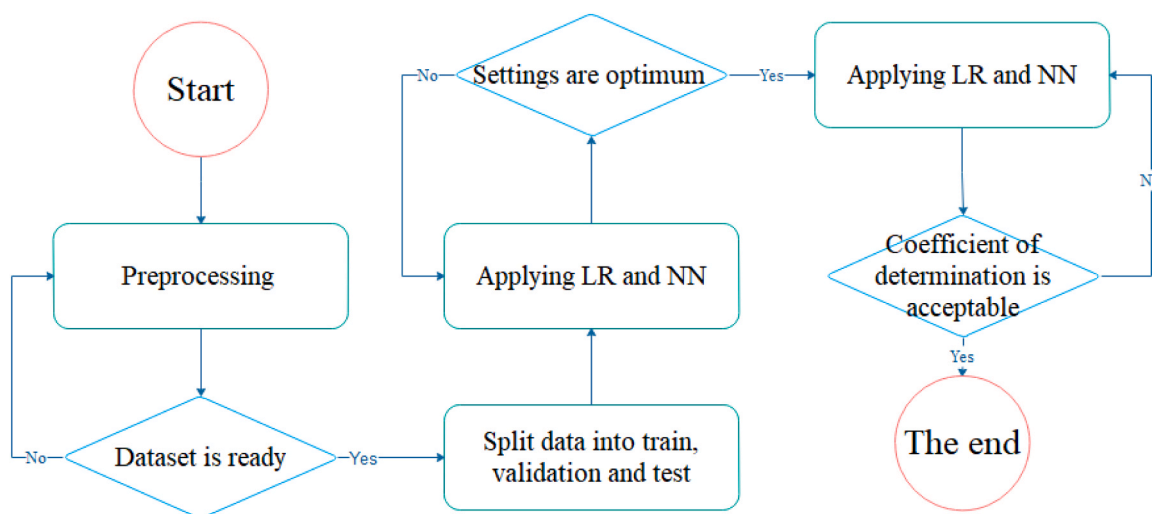 Start
Preprocessing
Dataset is ready
No
Yes
Split data into train,
validation and test
Applying LR and NN
Settings are optimum
No
Yes
Applying LR and NN
Coefficient of
determination is
acceptable
Yes
The end